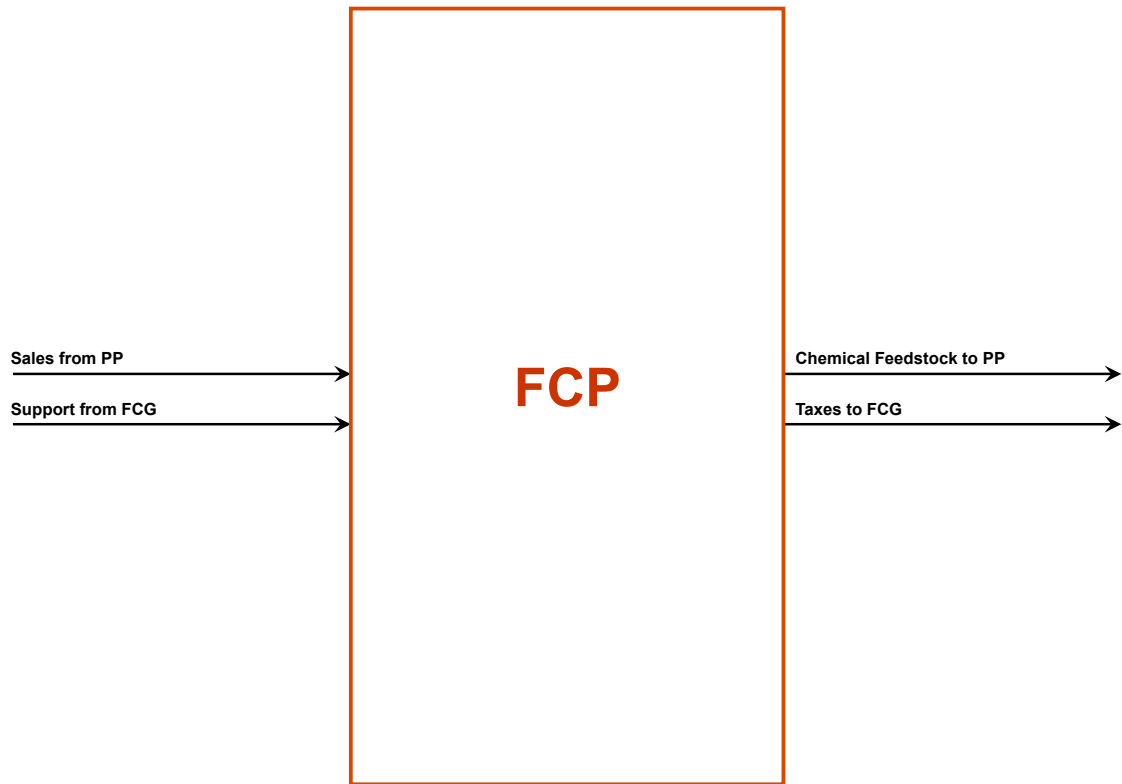 Sales from PP
Support from FCG
FCP
Chemical Feedstock to PP
Taxes to FCG